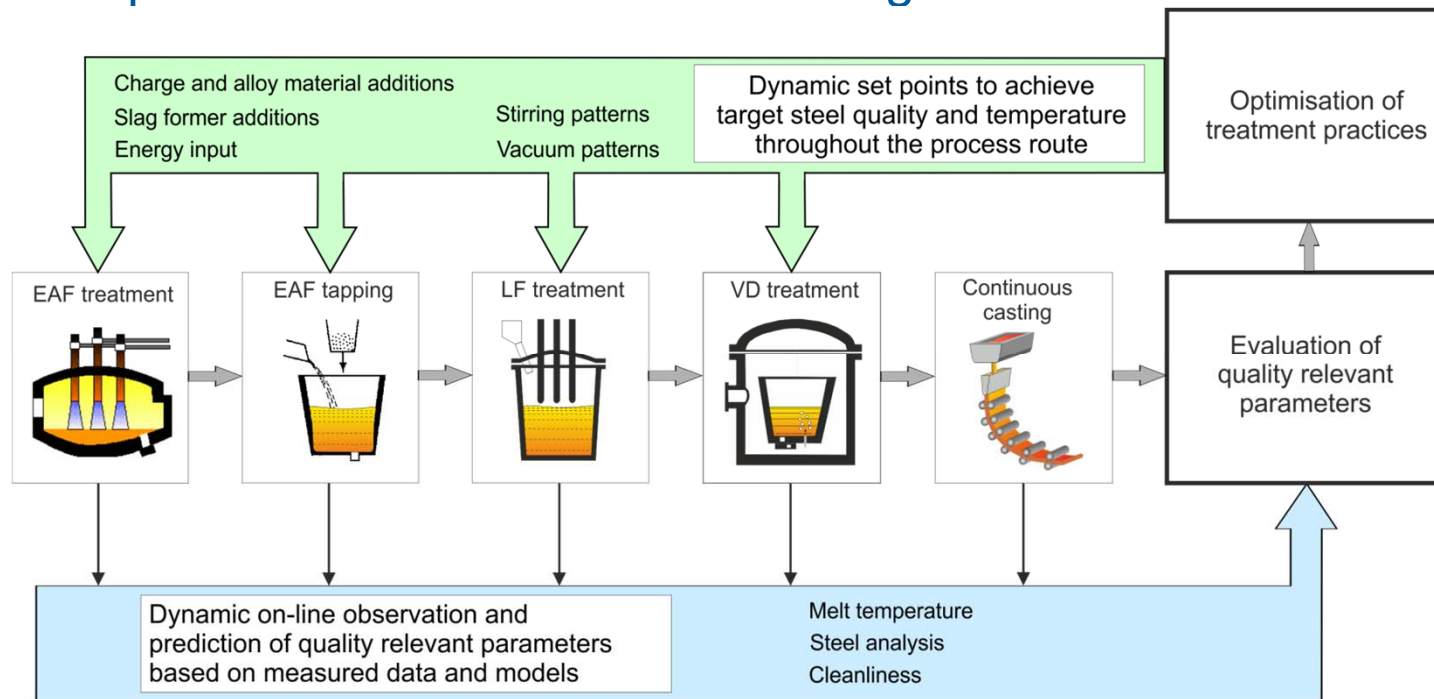 Charge and alloy material additions
Slag former additions
Energy input
Stirring patterns
Vacuum patterns
Dynamic set points to achieve
target steel quality and temperature
throughout the process route
Optimisation of
treatment practices
EAF treatment
EAF tapping
LF treatment
VD treatment
Continuous
casting
Evaluation of
quality relevant
parameters
Dynamic on-line observation and
prediction of quality relevant parameters
based on measured data and models
Melt temperature
Steel analysis
Cleanliness